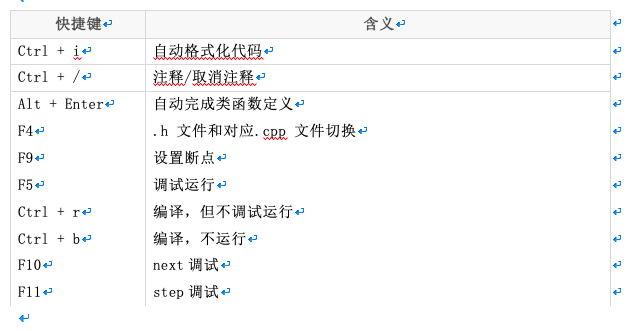 快捷键 含义
Ctrl + i 自动格式化代码
Ctrl + / 注释/取消注释
Alt + Enter 自动完成类函数定义
F4 .h 文件和对应.cpp 文件切换
F9 设置断点
F5 调试运行
Ctrl + r 编译，但不调试运行
Ctrl + b 编译，不运行
F10 next 调试
F11 step 调试